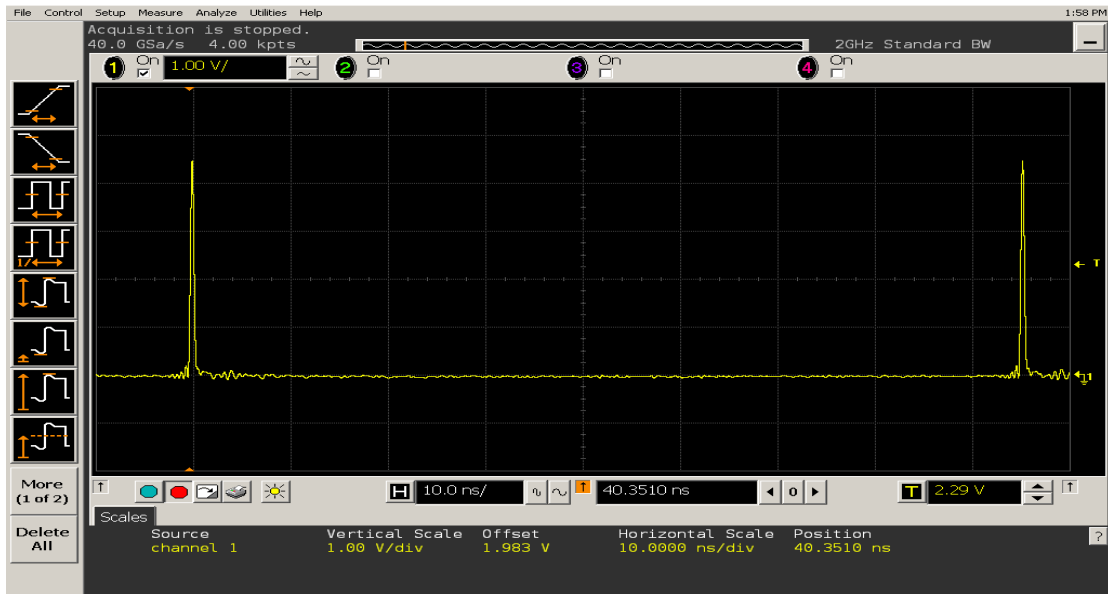 File Control Setup Measure Analyze Utilities Help 1:58 PM
Acquisition is stopped.
40.0 GSa/s 4.00 kpts 2GHz Standard BW
1 On 1.00 V/ 2 On 3 On 4 On
T
1
1/
More
(1 of 2)
H 10.0 ns/ 40.3510 ns 0 T 2.29 V
Scales
Delete
All
Source Vertical Scale Offset Horizontal Scale Position ?
channel 1 1.00 V/div 1.983 V 10.0000 ns/div 40.3510 ns